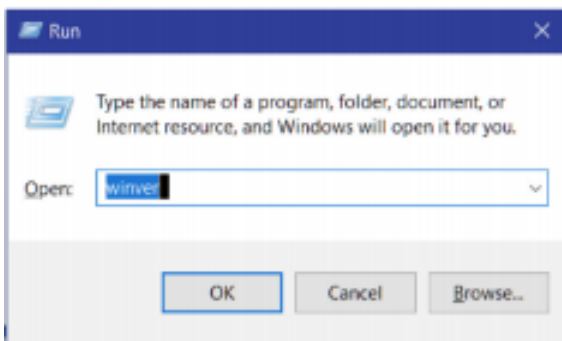 Run
Type the name of a program, folder, document, or
Internet resource, and Windows will open it for you.
Open:
winver
OK
Cancel
Browse...